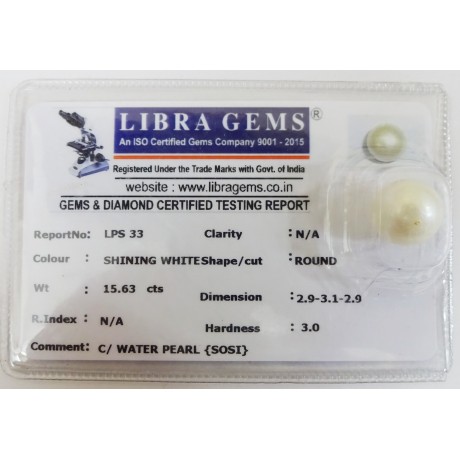 LIBRA GEMS ®
An ISO Certified Gems Company 9001 - 2015
Registered Under the Trade Marks with Govt. of India
website : www.libragems.co.in
GEMS & DIAMOND CERTIFIED TESTING REPORT
ReportNo: LPS 33 Clarity : N/A
Colour : SHINING WHITE Shape/cut : ROUND
Wt : 15.63 cts Dimension : 2.9-3.1-2.9
R.Index : N/A Hardness : 3.0
Comment: C/ WATER PEARL {SOSI}